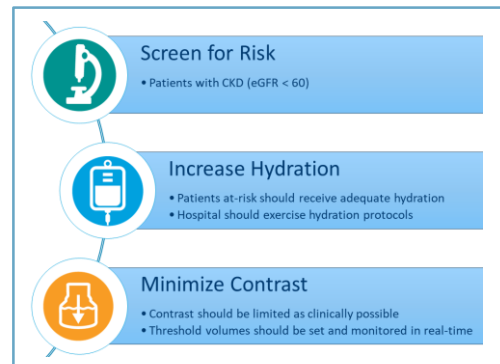 Screen for Risk
• Patients with CKD (eGFR < 60)
Increase Hydration
• Patients at-risk should receive adequate hydration
• Hospital should exercise hydration protocols
Minimize Contrast
• Contrast should be limited as clinically possible
• Threshold volumes should be set and monitored in real-time